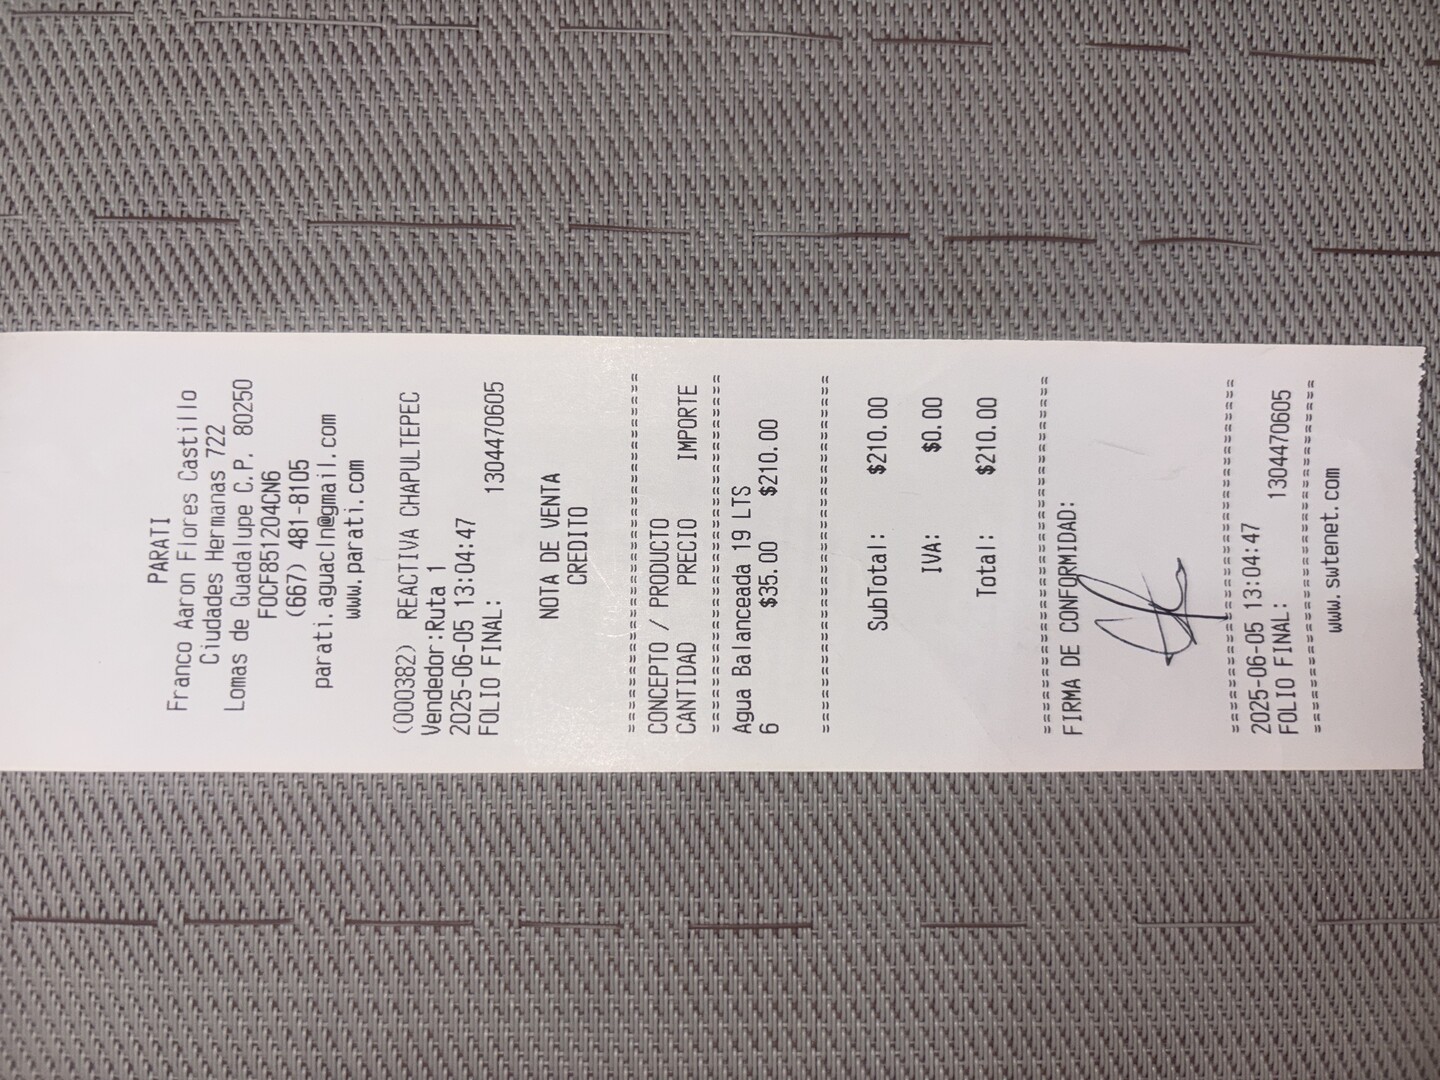 PARATI
Franco Aaron Flores Castillo
Ciudades Hermanas 722
Lomas de Guadalupe C.P. 80250
FOCF851204CN6
(667) 481-8105
parati.aguacln@gmail.com
www.parati.com
(000382) REACTIVA CHAPULTEPEC
Vendedor:Ruta 1
2025-06-05 13:04:47
FOLIO FINAL: 1304470605
NOTA DE VENTA
CREDITO
================================
CONCEPTO / PRODUCTO
CANTIDAD PRECIO IMPORTE
================================
Agua Balanceada 19 LTS
6 $35.00 $210.00
================================
SubTotal: $210.00
IVA: $0.00
Total: $210.00
================================
FIRMA DE CONFORMIDAD:
================================
2025-06-05 13:04:47
FOLIO FINAL: 1304470605
================================
www.swtenet.com